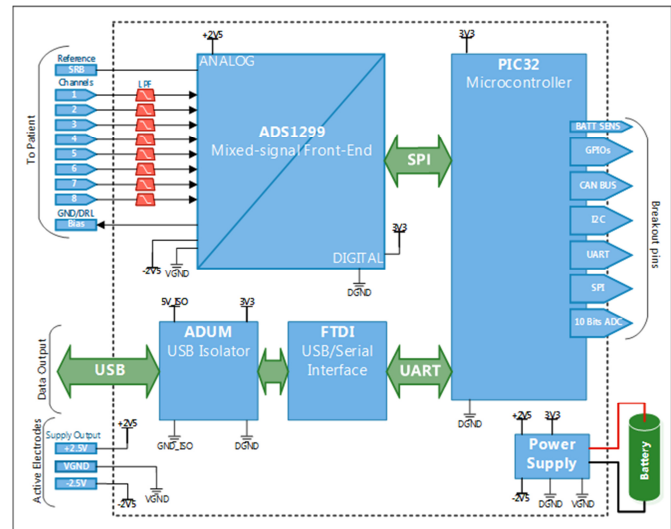 +2V5
3V3
Reference
SRB
Channels
LPF
1
2
3
4
5
6
7
8
GND/DRL
Bias
To Patient
ANALOG
ADS1299
Mixed-signal Front-End
DIGITAL
-2V5
VGND
3V3
DGND
SPI
PIC32
Microcontroller
BATT SENS
GPIOs
CAN BUS
I2C
UART
SPI
10 Bits ADC
Breakout pins
5V_ISO
3V3
ADUM
USB Isolator
FTDI
USB/Serial
Interface
USB
UART
Data Output
GND_ISO
DGND
DGND
Supply Output
+2V5
+2.5V
VGND
-2.5V
-2V5
VGND
Active Electrodes
+2V5
3V3
Power
Supply
-2V5
DGND
VGND
Battery